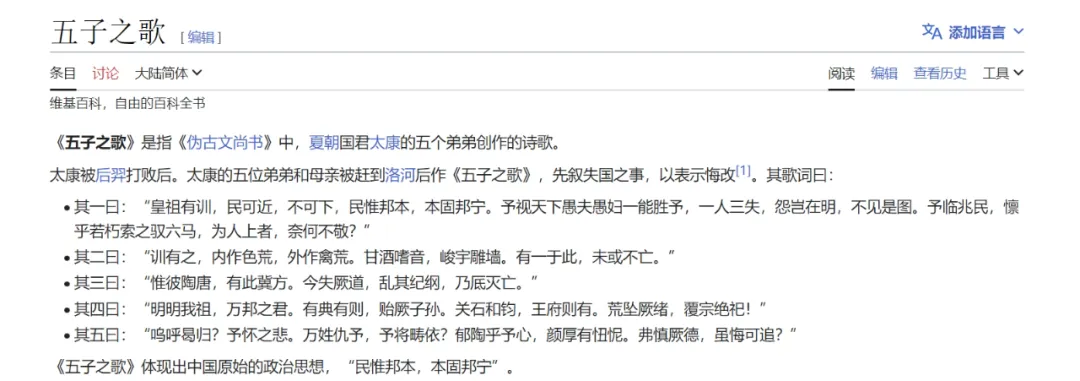 五子之歌 [编辑] 添加语言
条目 讨论 大陆简体 阅读 编辑 查看历史 工具
维基百科，自由的百科全书
《五子之歌》是指《伪古文尚书》中，夏朝国君太康的五个弟弟创作的诗歌。
太康被后羿打败后。太康的五位弟弟和母亲被赶到洛河后作《五子之歌》，先叙失国之事，以表示悔改[1]。其歌词曰：
• 其一曰：“皇祖有训，民可近，不可下，民惟邦本，本固邦宁。予视天下愚夫愚妇一能胜予，一人三失，怨岂在明，不见是图。予临兆民，懔
乎若朽索之驭六马，为人上者，奈何不敬？”
• 其二曰：“训有之，内作色荒，外作禽荒。甘酒嗜音，峻宇雕墙。有一于此，未或不亡。”
• 其三曰：“惟彼陶唐，有此冀方。今失厥道，乱其纪纲，乃厎灭亡。”
• 其四曰：“明明我祖，万邦之君。有典有则，贻厥子孙。关石和钧，王府则有。荒坠厥绪，覆宗绝祀！”
• 其五曰：“呜呼曷归？予怀之悲。万姓仇予，予将畴依？郁陶乎予心，颜厚有忸怩。弗慎厥德，虽悔可追？”
《五子之歌》体现出中国原始的政治思想，“民惟邦本，本固邦宁”。